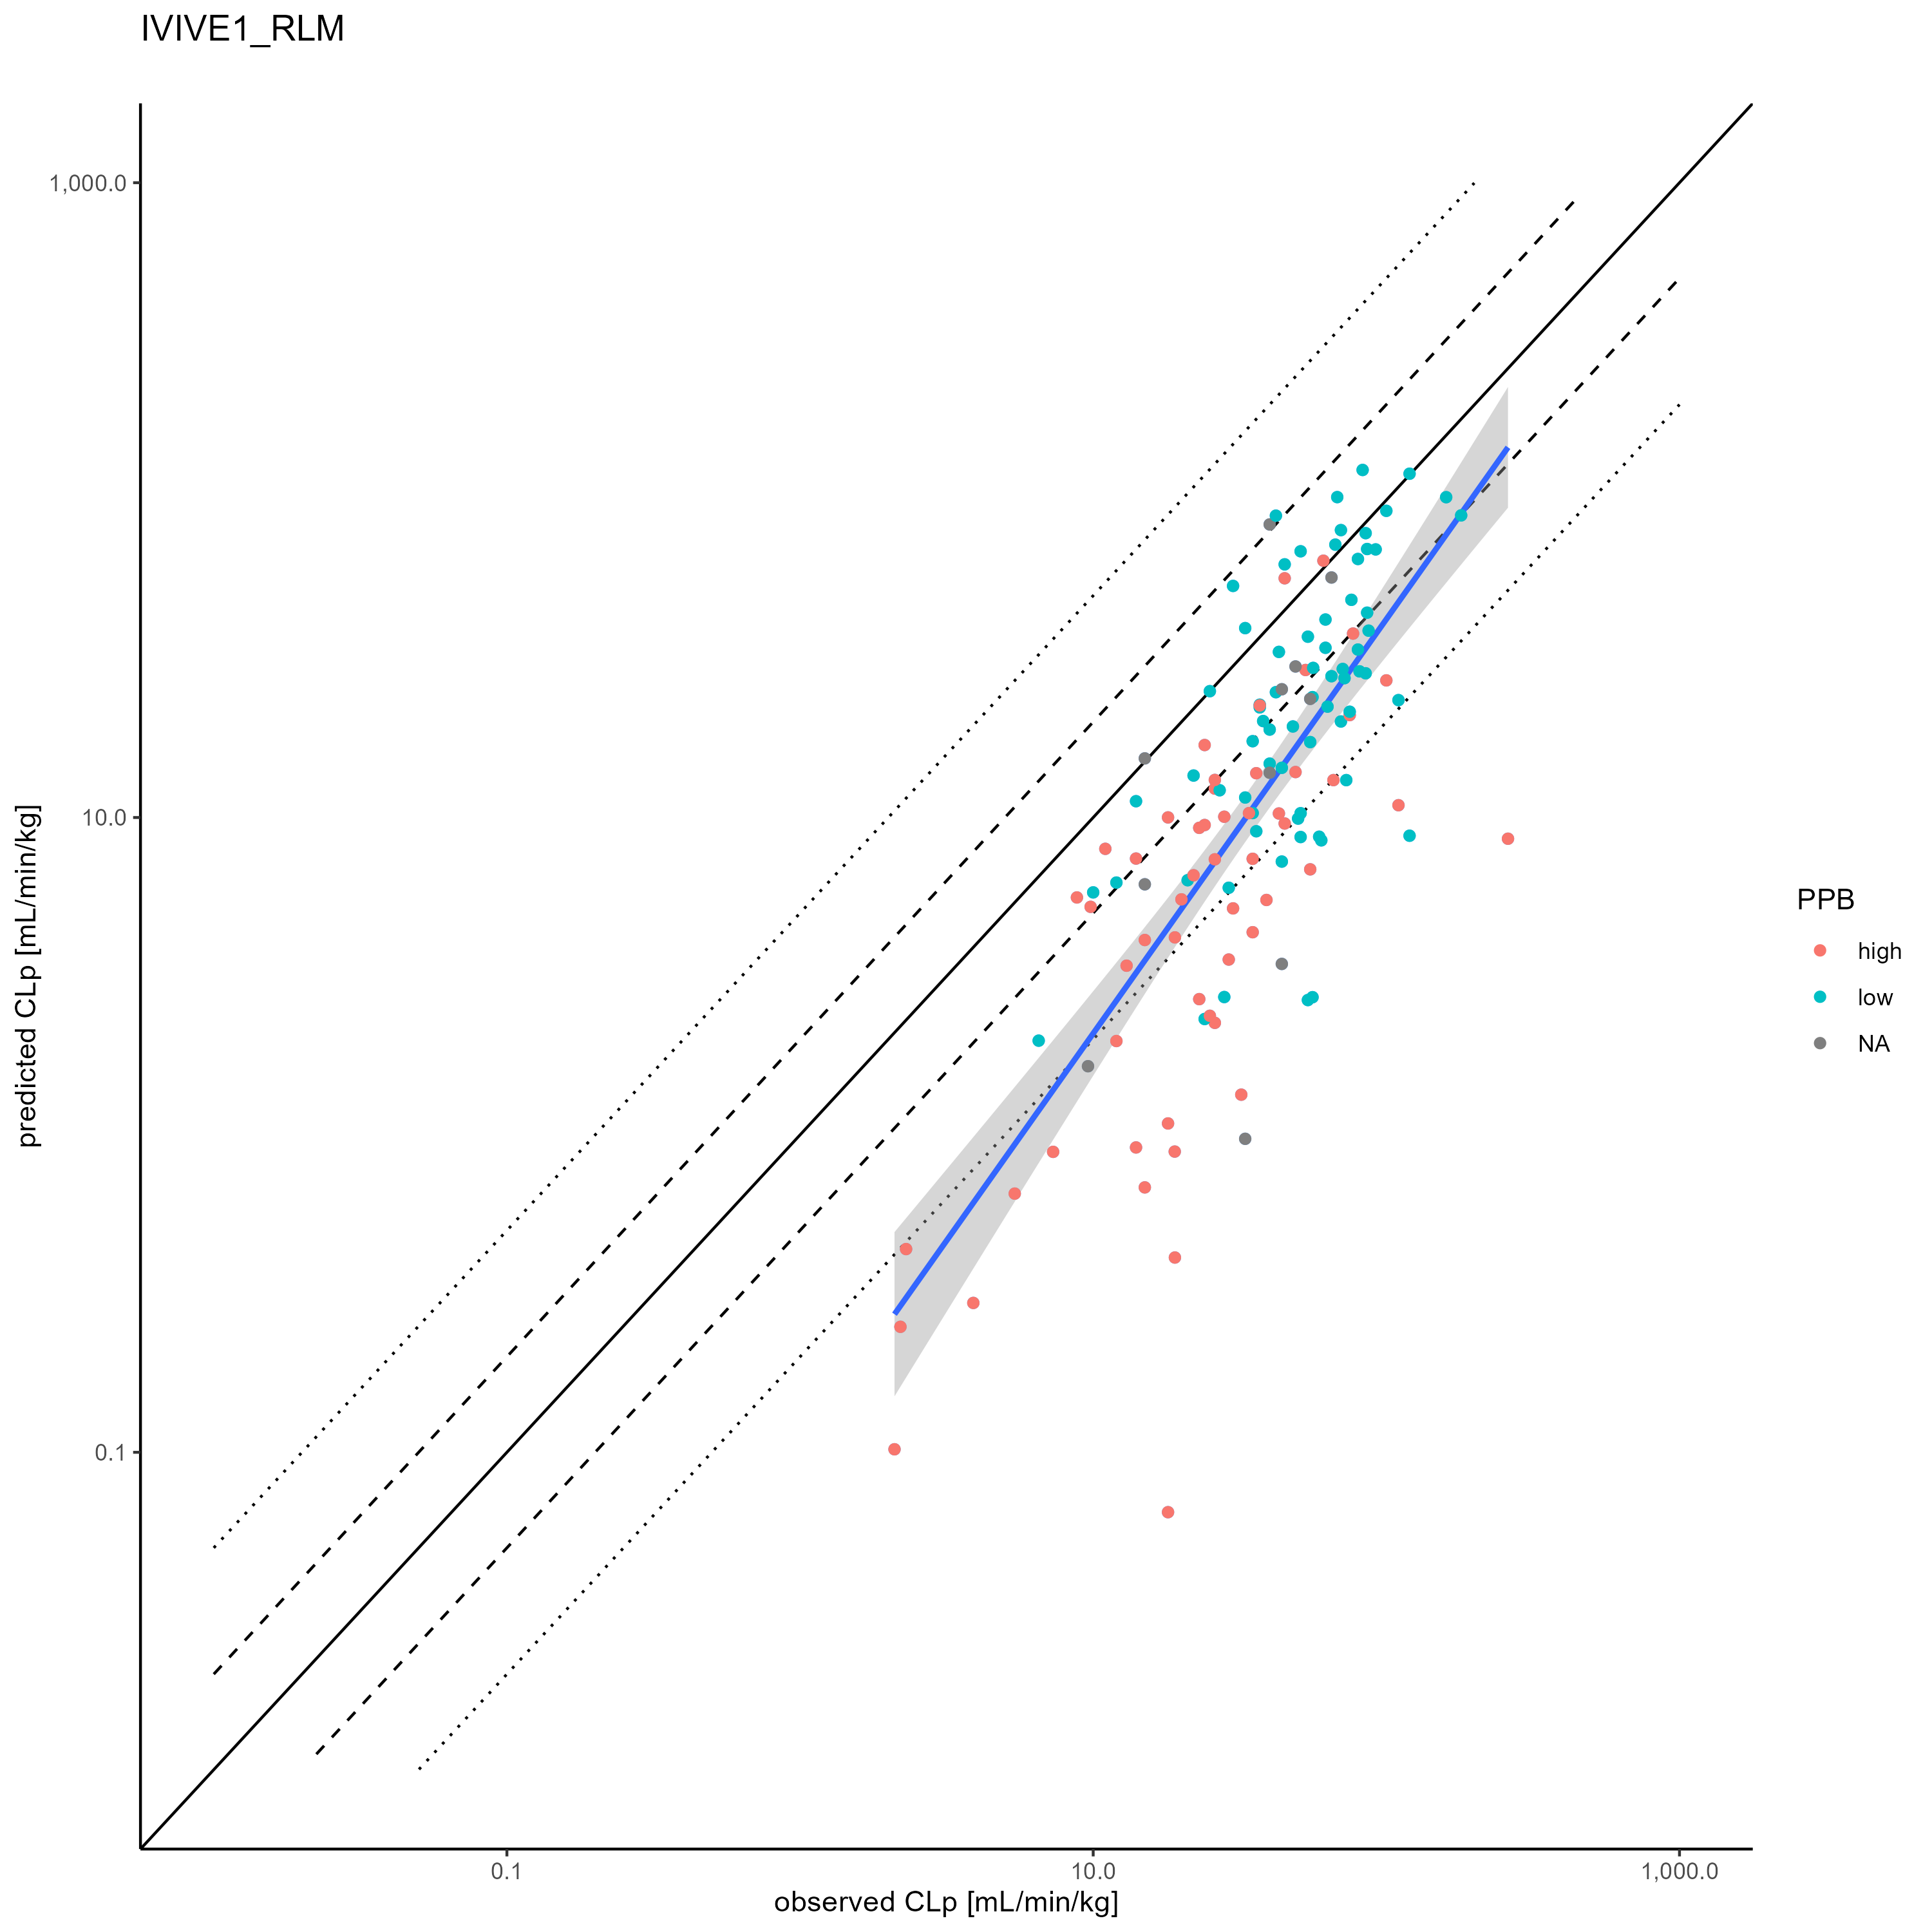 IVIVE1_RLM
1,000.0
10.0
0.1
predicted CLp [mL/min/kg]
0.1
10.0
1,000.0
observed CLp [mL/min/kg]
PPB
high
low
NA